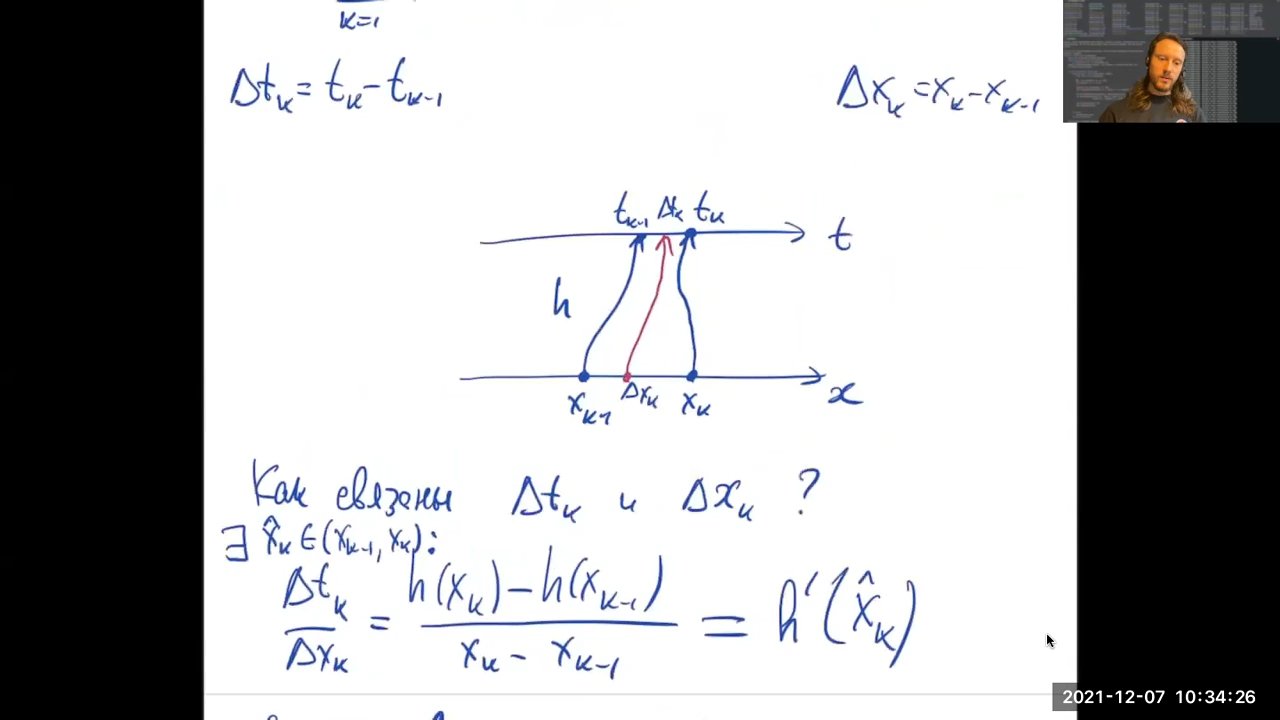 k=1
Δt_k = t_k - t_{k-1}
Δx_k = x_k - x_{k-1}
t_{k-1} Δt_k t_k
t
h
x_{k-1} Δx_k x_k
x
Как связаны Δt_k и Δx_k ?
∃ x̂_k ∈ (x_{k-1}, x_k):
Δt_k / Δx_k = (h(x_k) - h(x_{k-1})) / (x_k - x_{k-1}) = h'(x̂_k)
2021-12-07 10:34:26